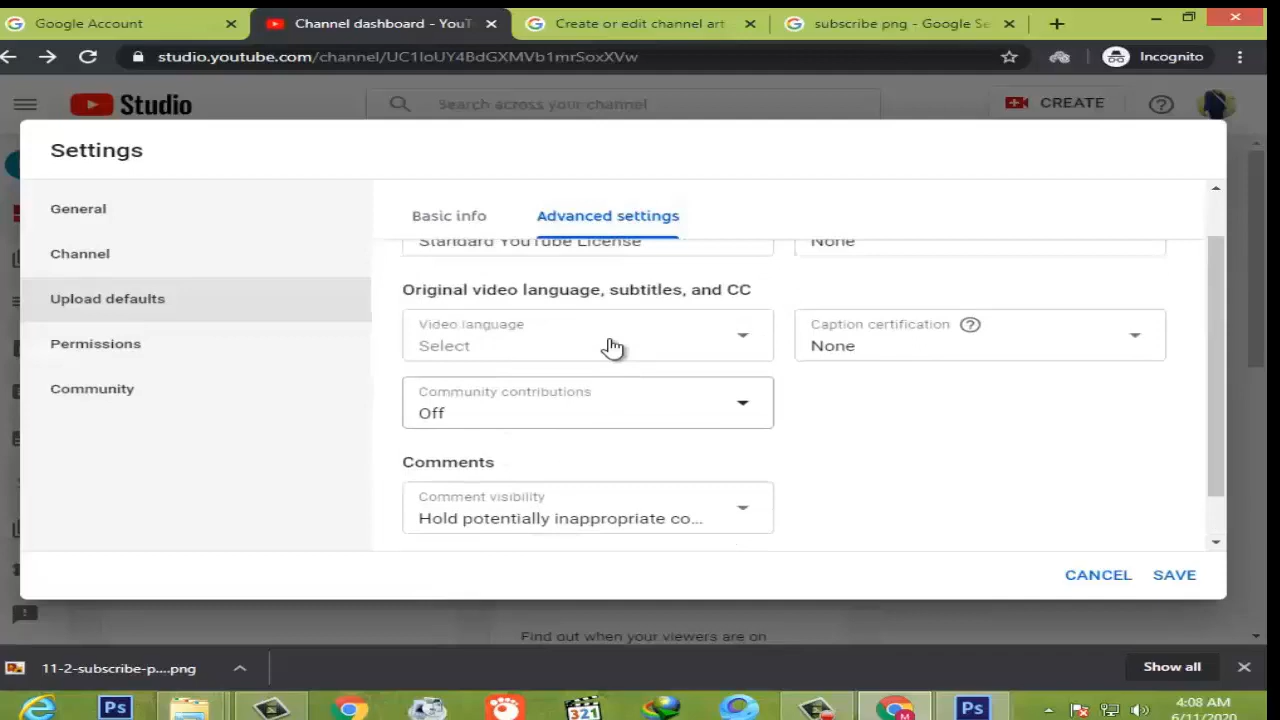 Google Account
Channel dashboard - YouT
Create or edit channel art
subscribe png - Google Se
studio.youtube.com/channel/UC1IoUY4BdGXMVb1mrSoxXVw
Incognito
Studio
Search across your channel
CREATE
Settings
General
Channel
Upload defaults
Permissions
Community
Basic info
Advanced settings
Standard YouTube License
None
Original video language, subtitles, and CC
Video language
Select
Caption certification
None
Community contributions
Off
Comments
Comment visibility
Hold potentially inappropriate co...
CANCEL
SAVE
Find out when your viewers are on
11-2-subscribe-p....png
Show all
Ps
321
Ps
4:08 AM
6/11/2020